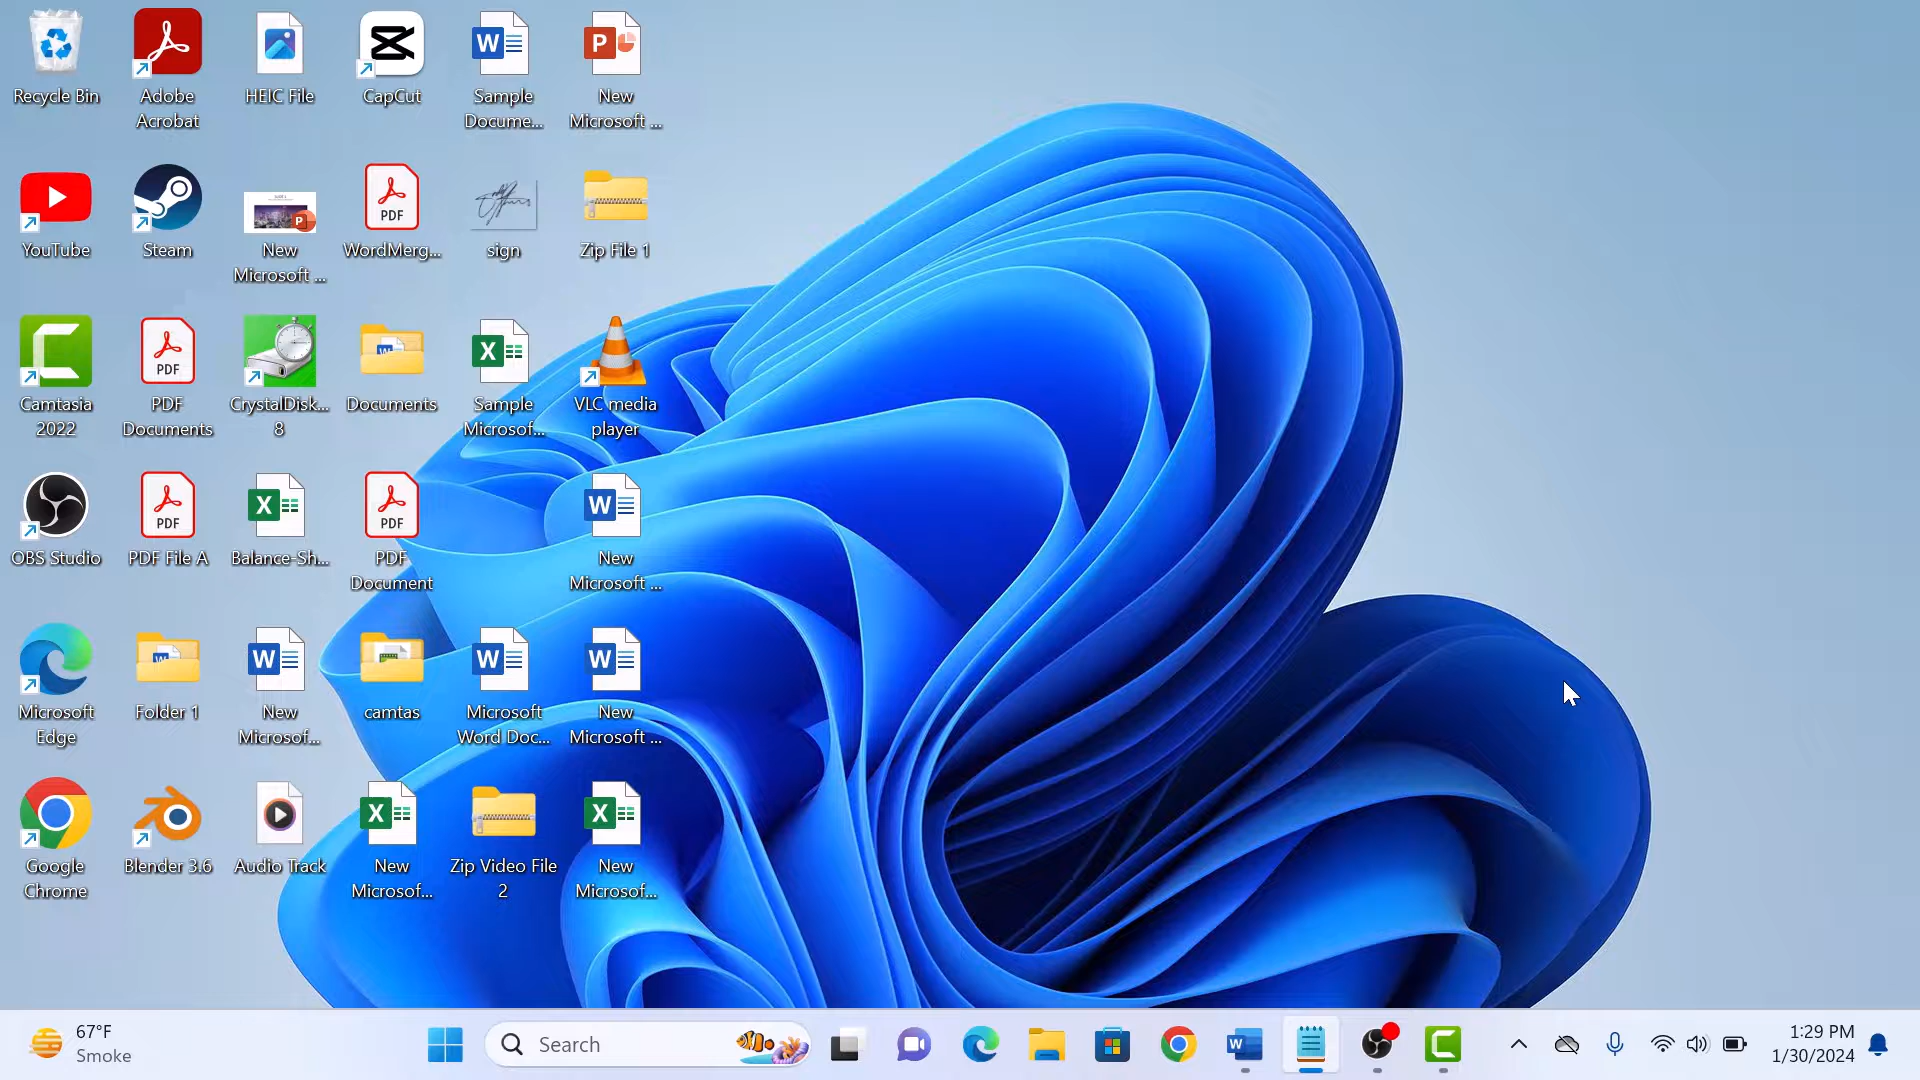 Recycle Bin
Adobe
Acrobat
HEIC File
CapCut
W
Sample
Docume...
P
New
Microsoft ...
YouTube
Steam
P
New
Microsoft ...
PDF
WordMerg...
sign
Zip File 1
Camtasia
2022
PDF
PDF
Documents
CrystalDisk...
8
Documents
X
Sample
Microsof...
VLC media
player
OBS Studio
PDF
PDF File A
X
Balance-Sh...
PDF
PDF
Document
W
New
Microsoft ...
Microsoft
Edge
Folder 1
W
New
Microsof...
camtas
W
Microsoft
Word Doc...
W
New
Microsoft ...
Google
Chrome
Blender 3.6
Audio Track
X
New
Microsof...
Zip Video File
2
X
New
Microsof...
67°F
Smoke
Search
W
1:29 PM
1/30/2024